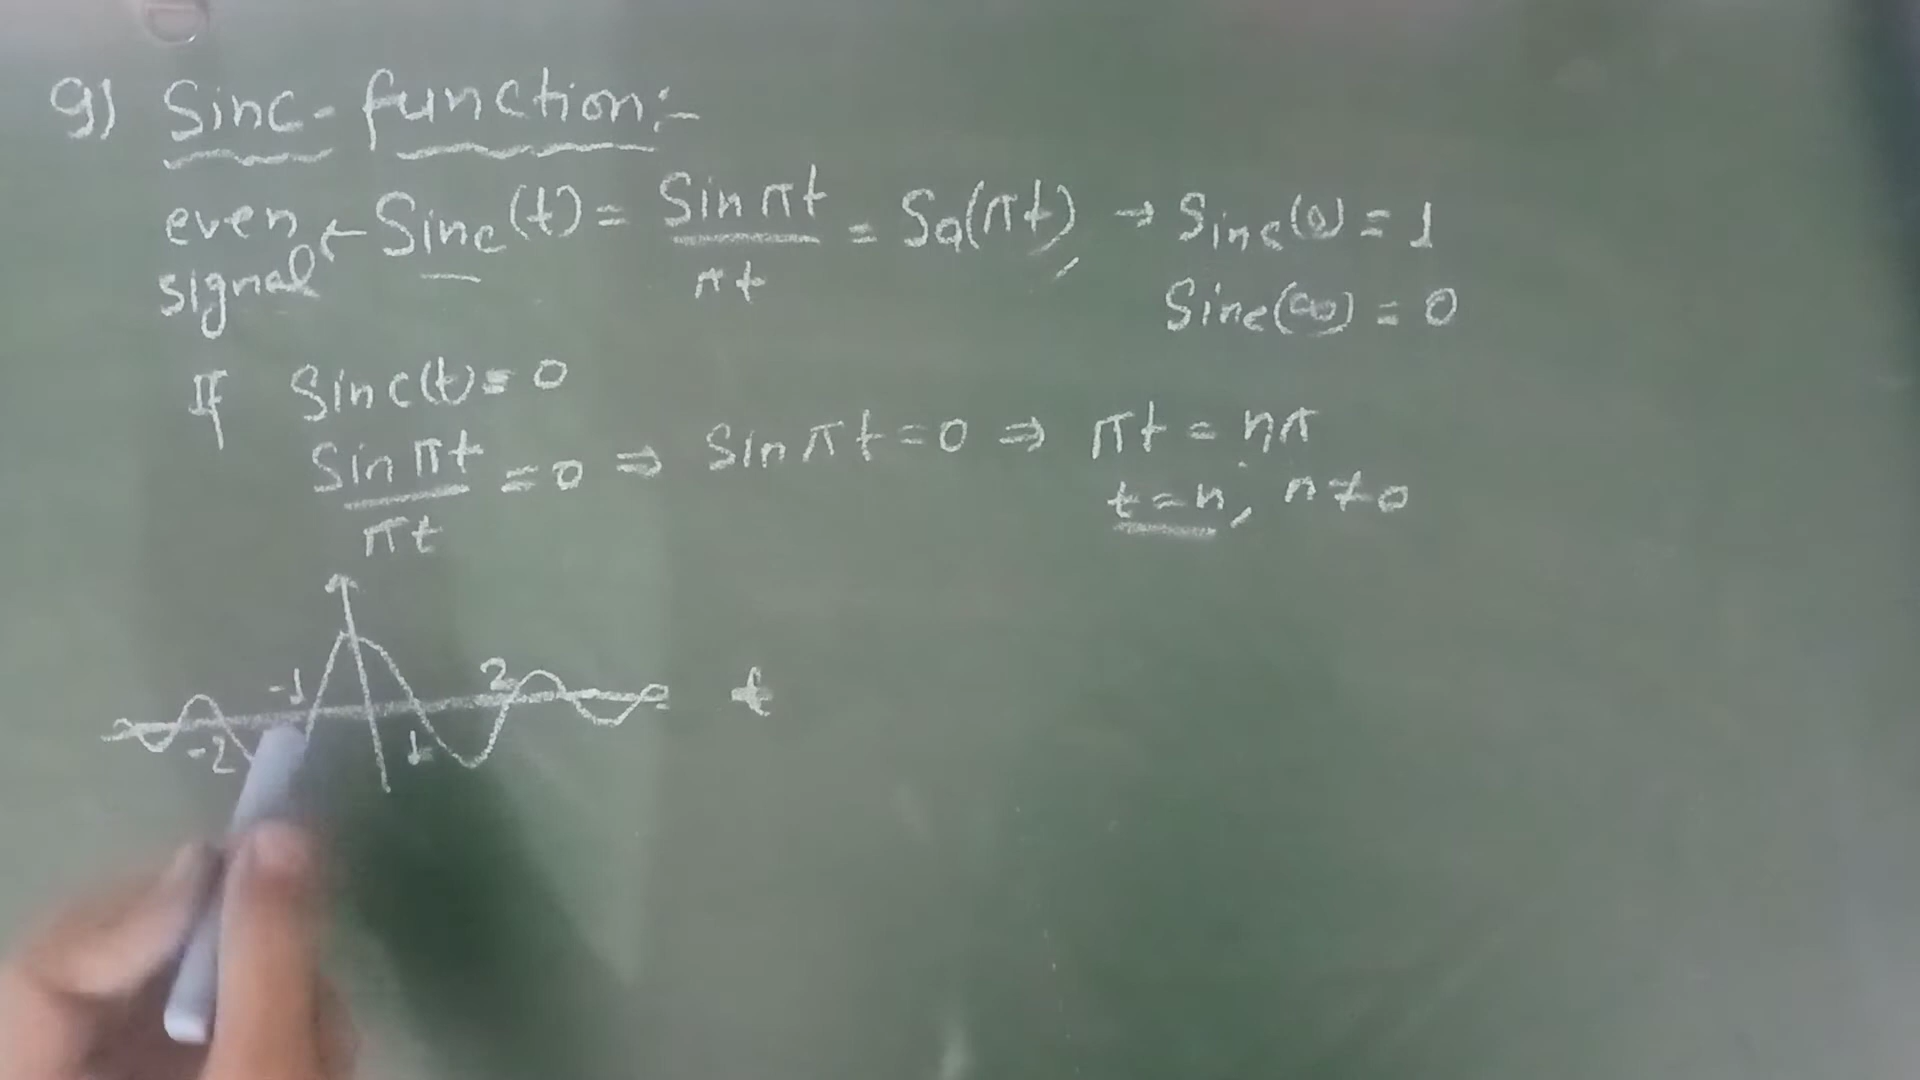 9) Sinc-function:-
even signal ← Sinc(t) = Sin πt / πt = Sa(πt), → Sinc(0) = 1
Sinc(∞) = 0
If Sinc(t) = 0
Sin πt / πt = 0 ⇒ Sin πt = 0 ⇒ πt = nπ
t = n, n ≠ 0
-1 2 t
-2 1